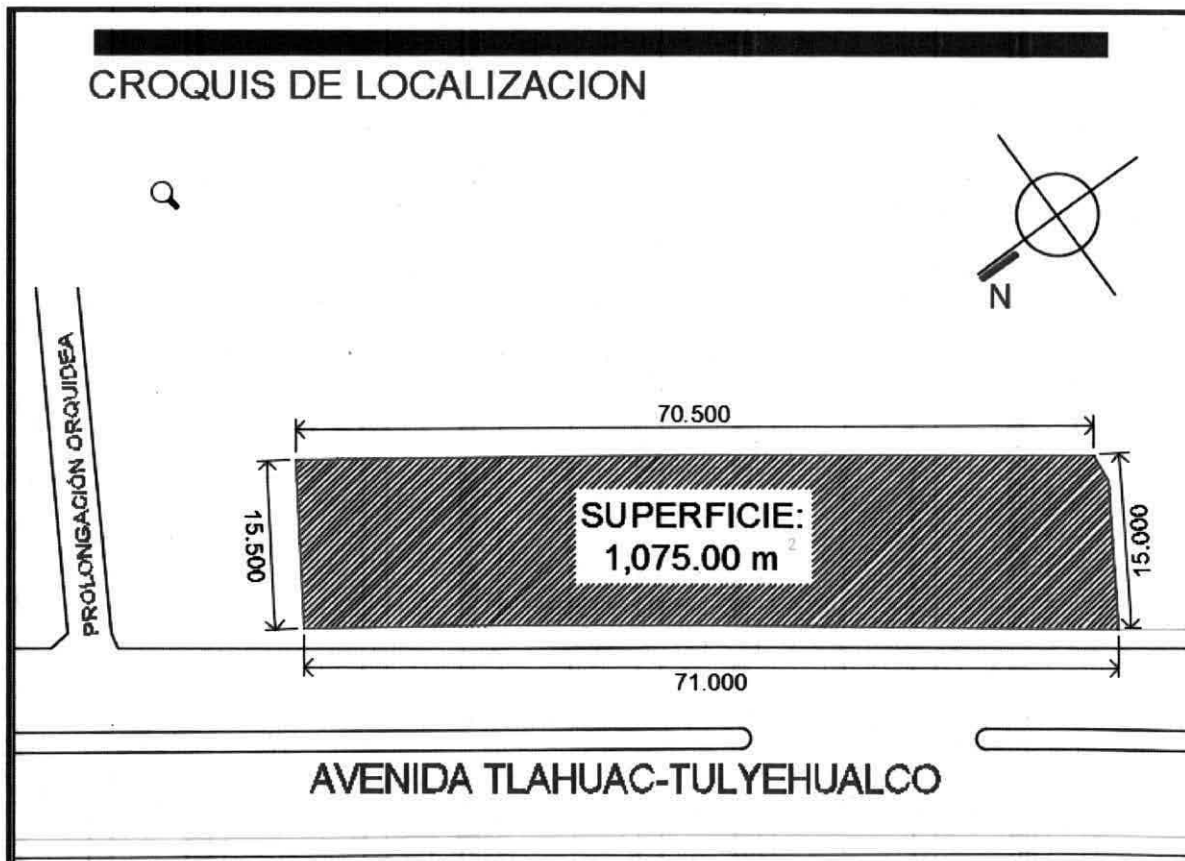 CROQUIS DE LOCALIZACION
N
PROLONGACIÓN ORQUIDEA
70.500
15.500
SUPERFICIE:
1,075.00 m²
15.000
71.000
AVENIDA TLAHUAC-TULYEHUALCO